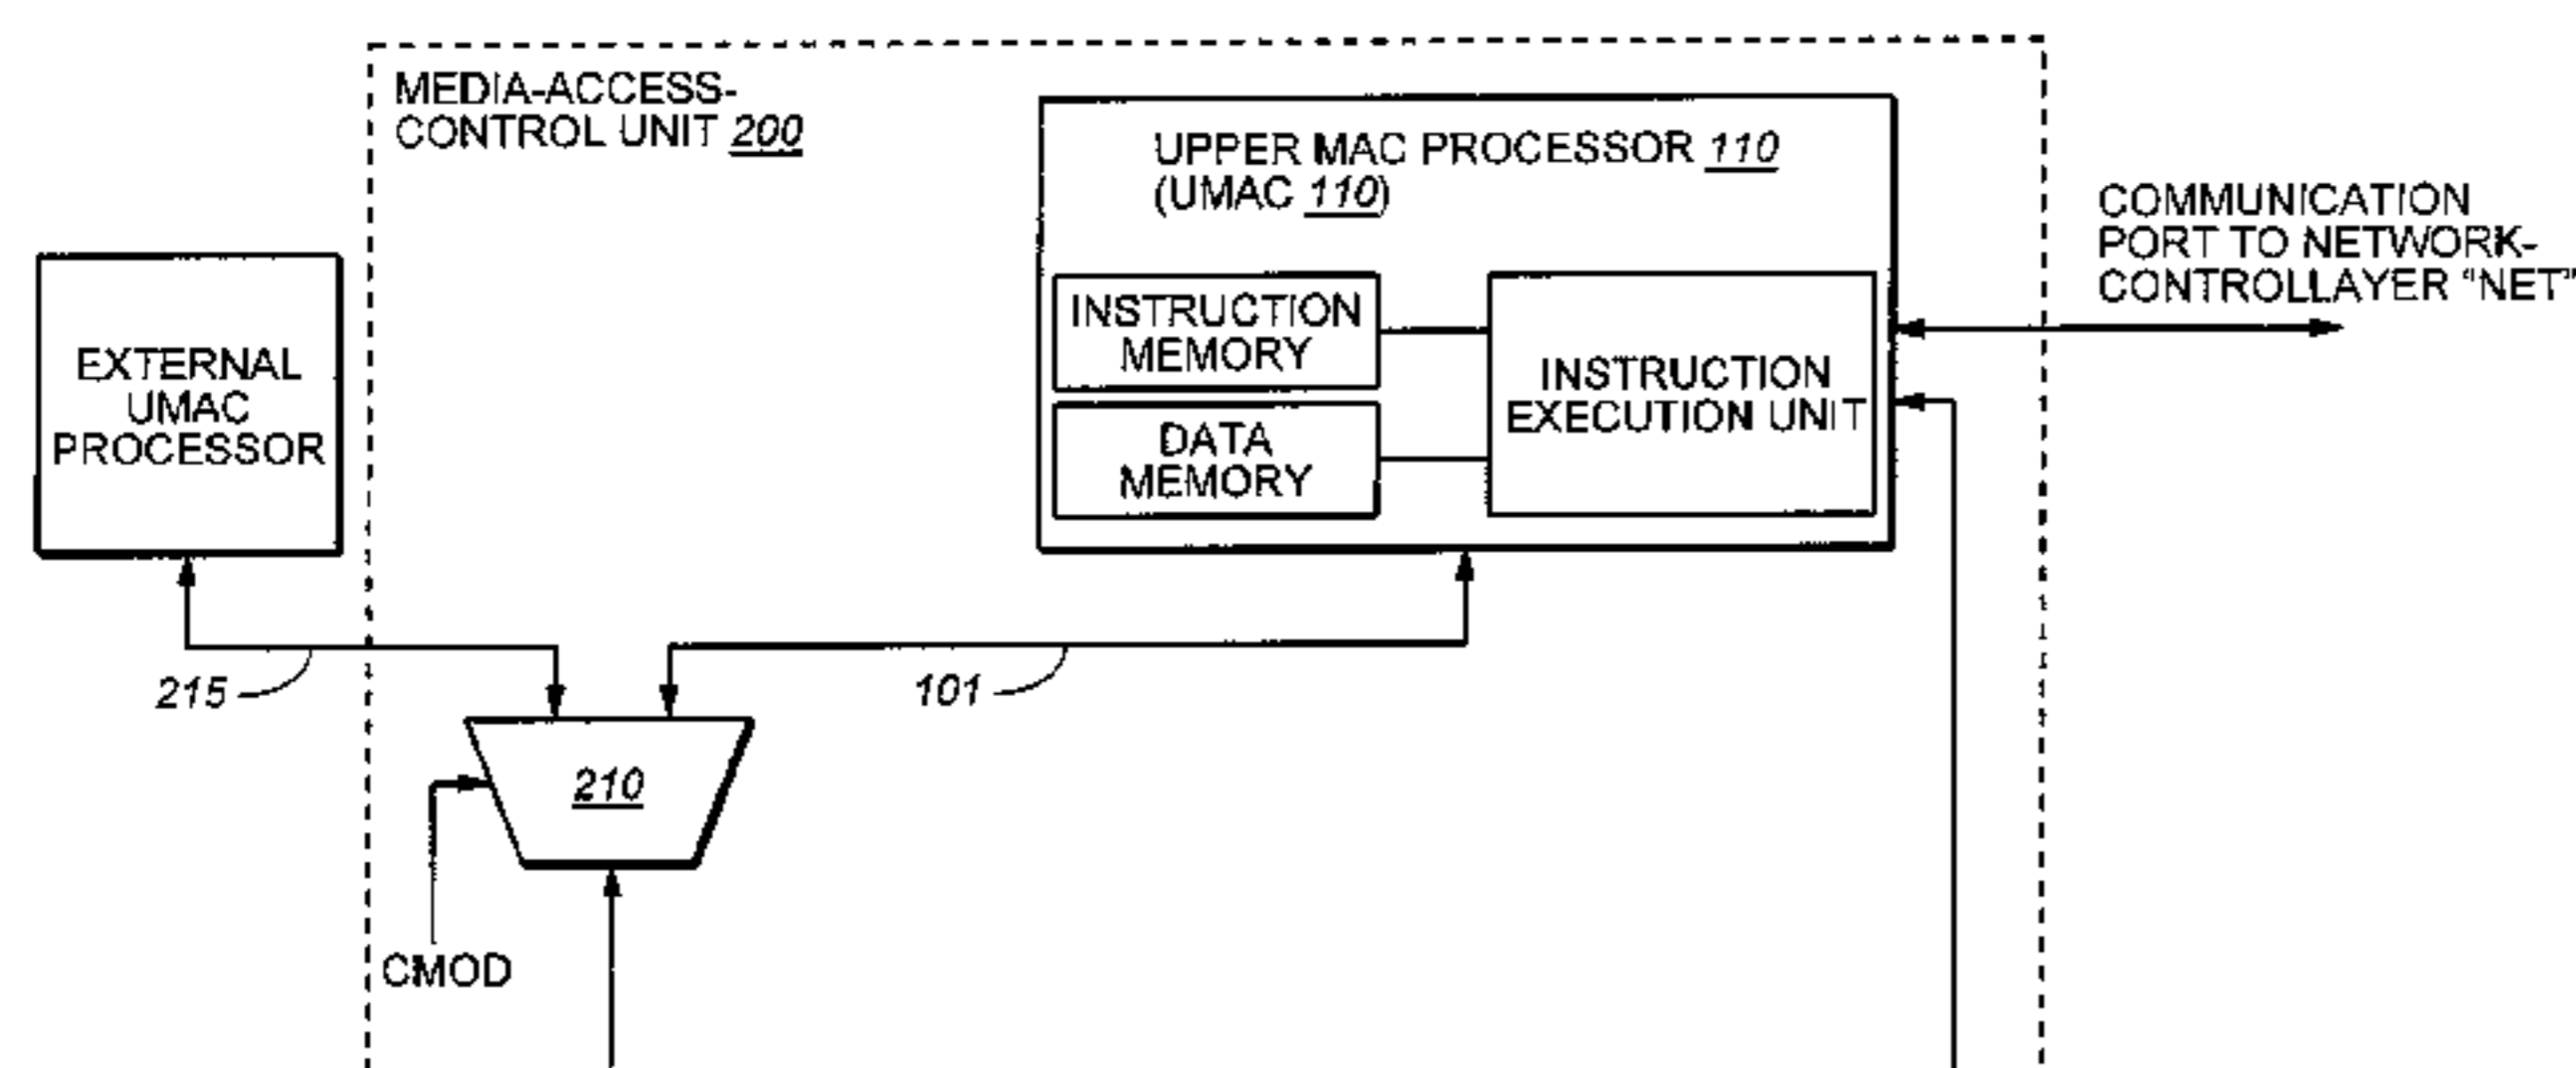 MEDIA-ACCESS-
CONTROL UNIT 200
UPPER MAC PROCESSOR 110
(UMAC 110)
COMMUNICATION
PORT TO NETWORK-
CONTROLLAYER "NET"
EXTERNAL
UMAC
PROCESSOR
INSTRUCTION
MEMORY
DATA
MEMORY
INSTRUCTION
EXECUTION UNIT
215
101
210
CMOD